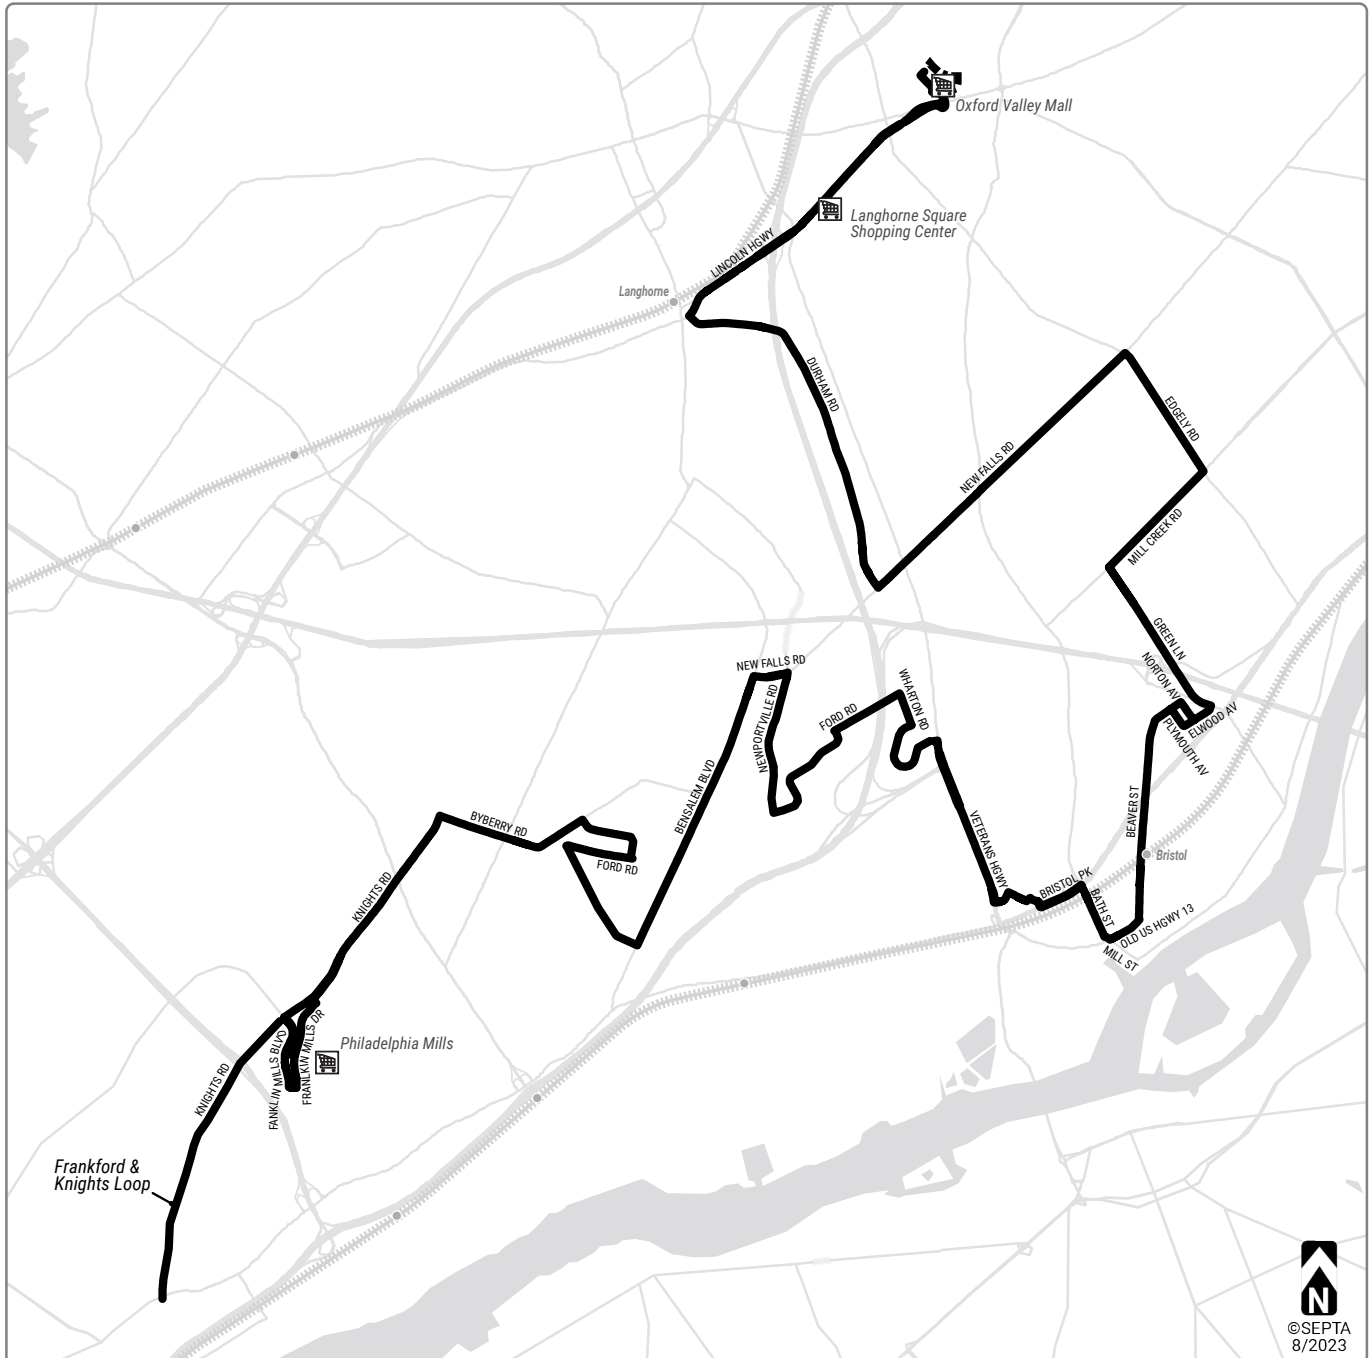 Oxford Valley Mall
Langhorne Square
Shopping Center
LINCOLN HGWY
Langhorne
DURHAM RD
EDGELY RD
NEW FALLS RD
MILL CREEK RD
GREEN LN
NORTON AV
NEW FALLS RD
WHARTON RD
NEWPORTVILLE RD
FORD RD
ELWOOD AV
PLYMOUTH AV
BENSALEM BLVD
BEAVER ST
VETERANS HGWY
BYBERRY RD
Bristol
FORD RD
BRISTOL PK
BATH ST
KNIGHTS RD
OLD US HGWY 13
MILL ST
FRANLKIN MILLS DR
Philadelphia Mills
FANKLIN MILLS BLVD
KNIGHTS RD
Frankford &
Knights Loop
N
©SEPTA
8/2023